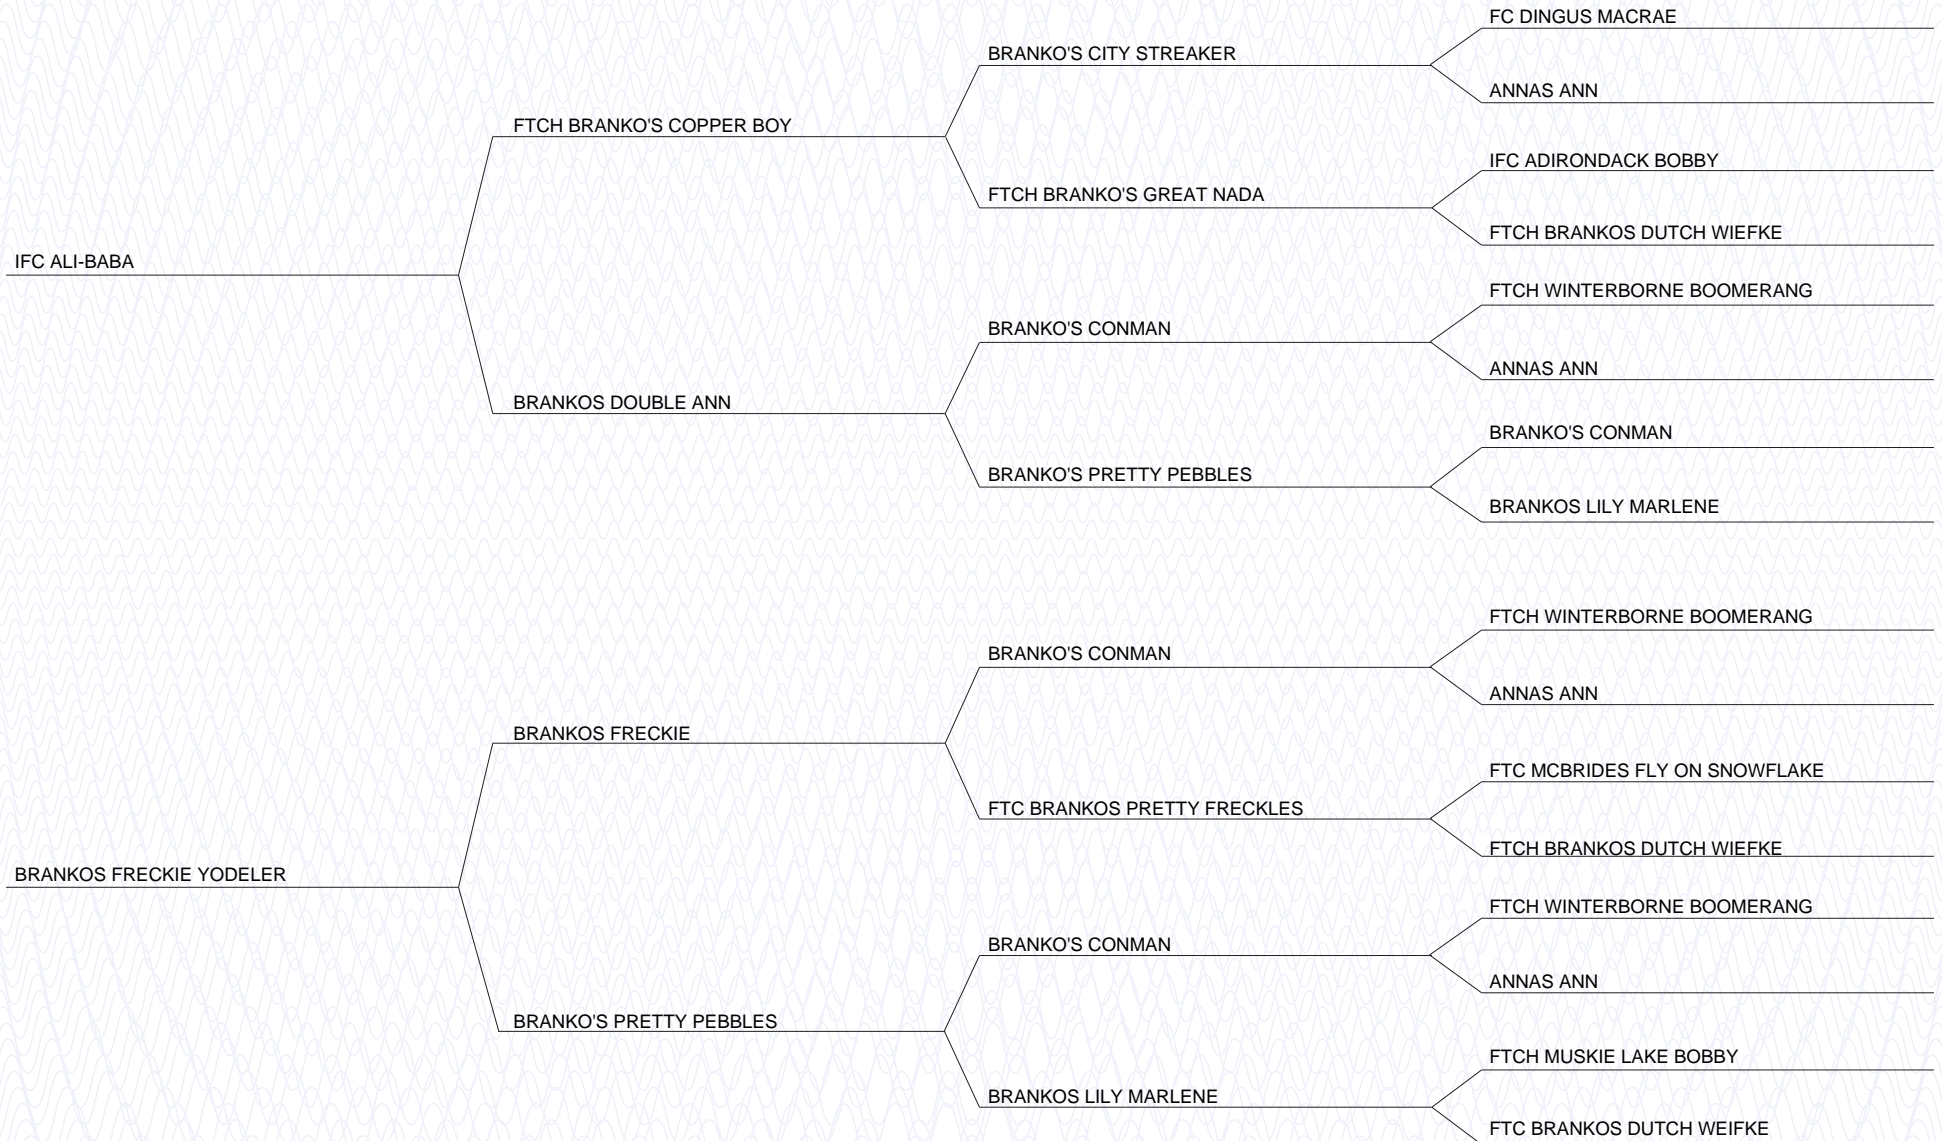 FC DINGUS MACRAE
BRANKO'S CITY STREAKER
ANNAS ANN
FTCH BRANKO'S COPPER BOY
IFC ADIRONDACK BOBBY
FTCH BRANKO'S GREAT NADA
FTCH BRANKOS DUTCH WIEFKE
IFC ALI-BABA
FTCH WINTERBORNE BOOMERANG
BRANKO'S CONMAN
ANNAS ANN
BRANKOS DOUBLE ANN
BRANKO'S CONMAN
BRANKO'S PRETTY PEBBLES
BRANKOS LILY MARLENE
FTCH WINTERBORNE BOOMERANG
BRANKO'S CONMAN
ANNAS ANN
BRANKOS FRECKIE
FTC MCBRIDES FLY ON SNOWFLAKE
FTC BRANKOS PRETTY FRECKLES
FTCH BRANKOS DUTCH WIEFKE
BRANKOS FRECKIE YODELER
FTCH WINTERBORNE BOOMERANG
BRANKO'S CONMAN
ANNAS ANN
BRANKO'S PRETTY PEBBLES
FTCH MUSKIE LAKE BOBBY
BRANKOS LILY MARLENE
FTC BRANKOS DUTCH WEIFKE